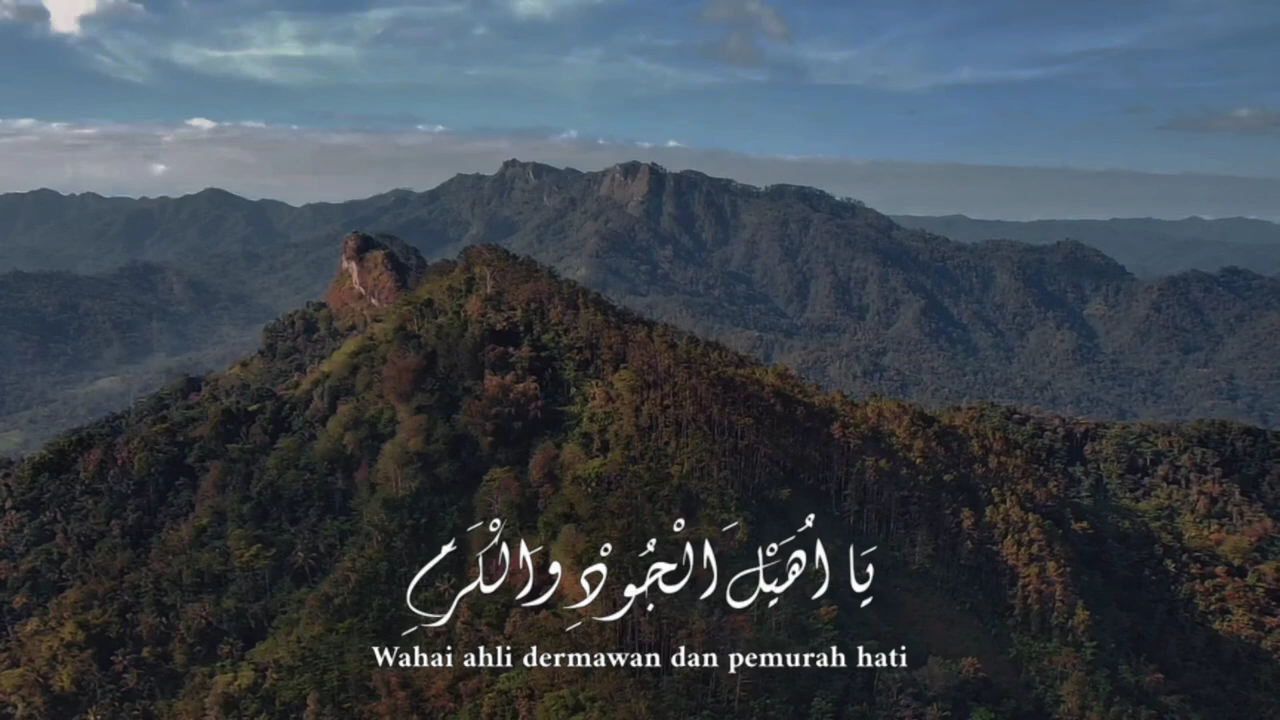 يَا اُهَيْلَ الْجُوْدِ وَالْكَرَمِ
Wahai ahli dermawan dan pemurah hati